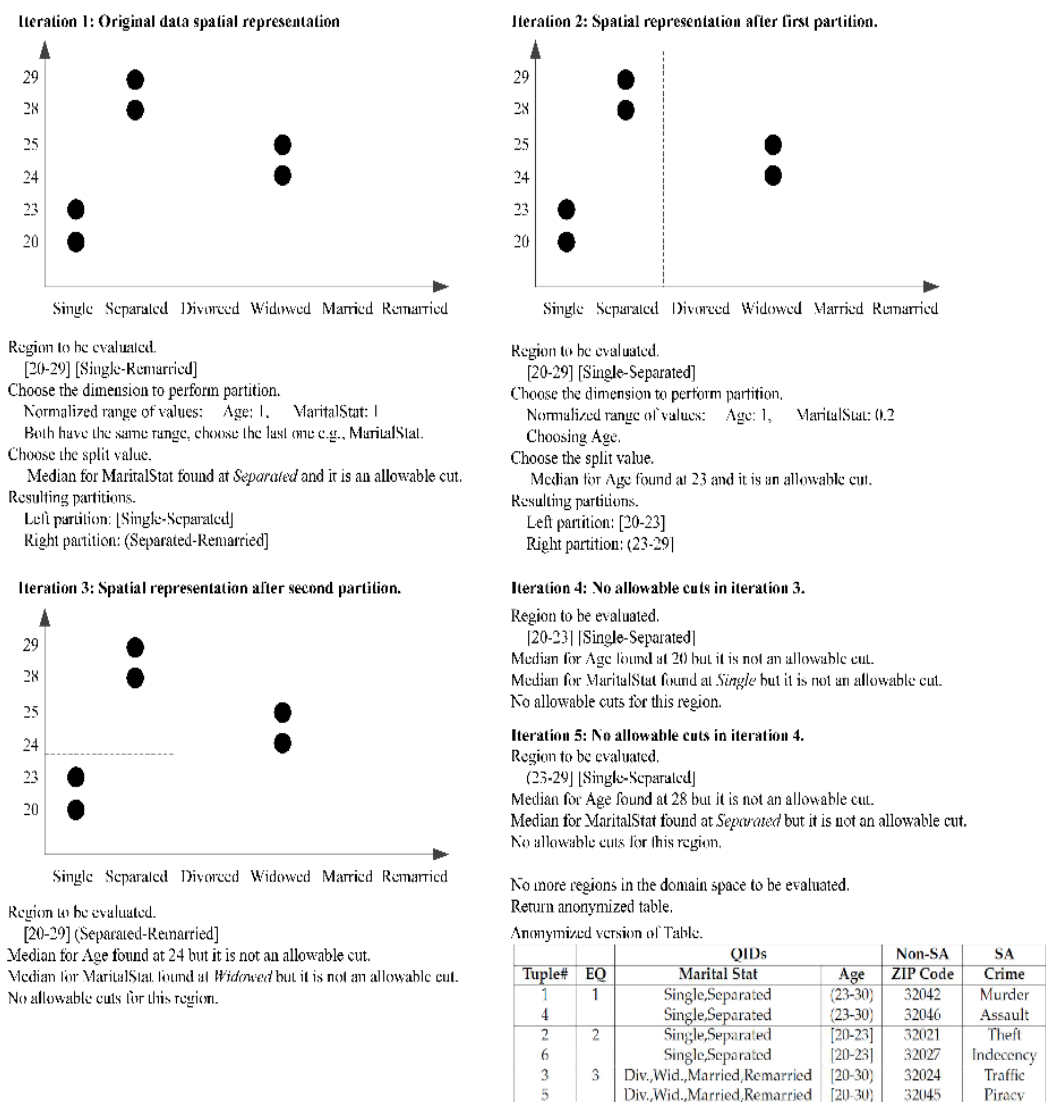 Iteration 1: Original data spatial representation
29
28
25
24
23
20
Single Separated Divorced Widowed Married Remarried
Region to be evaluated.
[20-29] [Single-Remarried]
Choose the dimension to perform partition.
Normalized range of values: Age: 1, MaritalStat: 1
Both have the same range, choose the last one e.g., MaritalStat.
Choose the split value.
Median for MaritalStat found at Separated and it is an allowable cut.
Resulting partitions.
Left partition: [Single-Separated]
Right partition: (Separated-Remarried]
Iteration 2: Spatial representation after first partition.
29
28
25
24
23
20
Single Separated Divorced Widowed Married Remarried
Region to be evaluated.
[20-29] [Single-Separated]
Choose the dimension to perform partition.
Normalized range of values: Age: 1, MaritalStat: 0.2
Choosing Age.
Choose the split value.
Median for Age found at 23 and it is an allowable cut.
Resulting partitions.
Left partition: [20-23]
Right partition: (23-29]
Iteration 3: Spatial representation after second partition.
29
28
25
24
23
20
Single Separated Divorced Widowed Married Remarried
Region to be evaluated.
[20-29] (Separated-Remarried]
Median for Age found at 24 but it is not an allowable cut.
Median for MaritalStat found at Widowed but it is not an allowable cut.
No allowable cuts for this region.
Iteration 4: No allowable cuts in iteration 3.
Region to be evaluated.
[20-23] [Single-Separated]
Median for Age found at 20 but it is not an allowable cut.
Median for MaritalStat found at Single but it is not an allowable cut.
No allowable cuts for this region.
Iteration 5: No allowable cuts in iteration 4.
Region to be evaluated.
(23-29] [Single-Separated]
Median for Age found at 28 but it is not an allowable cut.
Median for MaritalStat found at Separated but it is not an allowable cut.
No allowable cuts for this region.
No more regions in the domain space to be evaluated.
Return anonymized table.
Anonymized version of Table.
QIDs Non-SA SA
Tuple# EQ Marital Stat Age ZIP Code Crime
1 1 Single,Separated (23-30) 32042 Murder
4 Single,Separated (23-30) 32046 Assault
2 2 Single,Separated [20-23] 32021 Theft
6 Single,Separated [20-23] 32027 Indecency
3 3 Div.,Wid.,Married,Remarried [20-30) 32024 Traffic
5 Div.,Wid.,Married,Remarried [20-30) 32045 Piracy